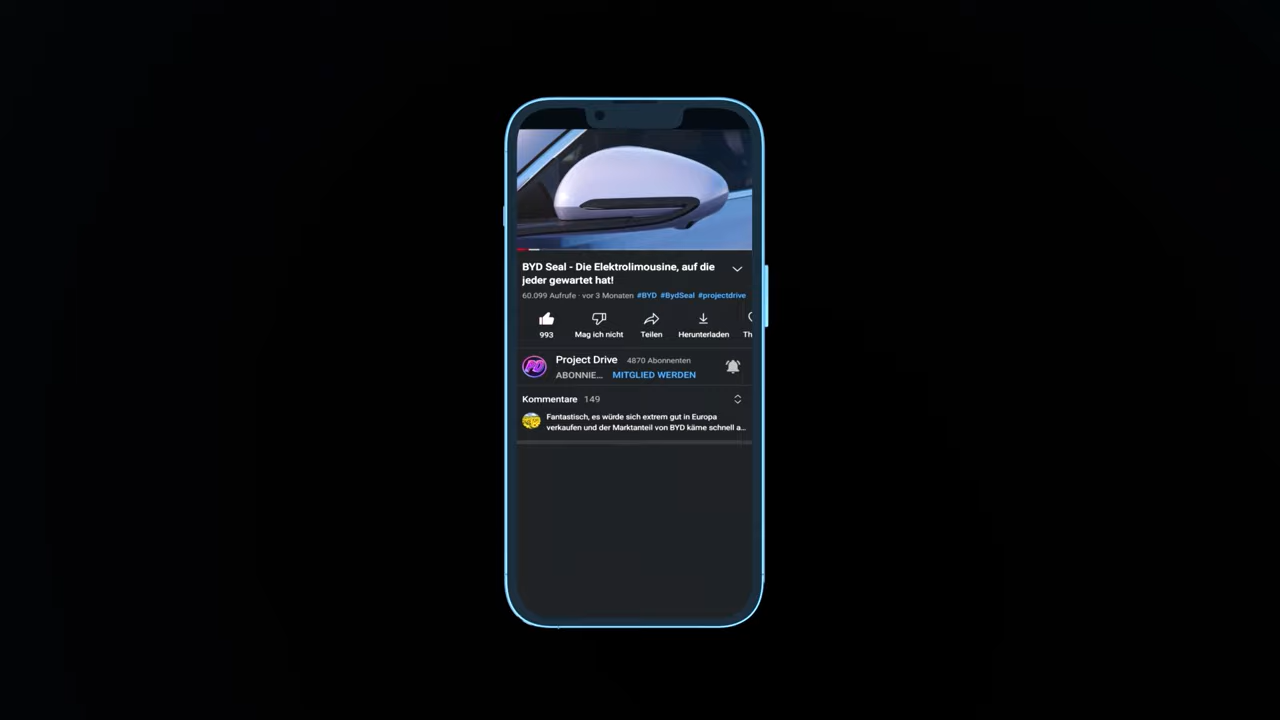 BYD Seal - Die Elektrolimousine, auf die
jeder gewartet hat!
60.099 Aufrufe · vor 3 Monaten #BYD #BydSeal #projectdrive
993 Mag ich nicht Teilen Herunterladen Th
PD Project Drive 4870 Abonnenten
ABONNIE... MITGLIED WERDEN
Kommentare 149
Fantastisch, es würde sich extrem gut in Europa
verkaufen und der Marktanteil von BYD käme schnell a...